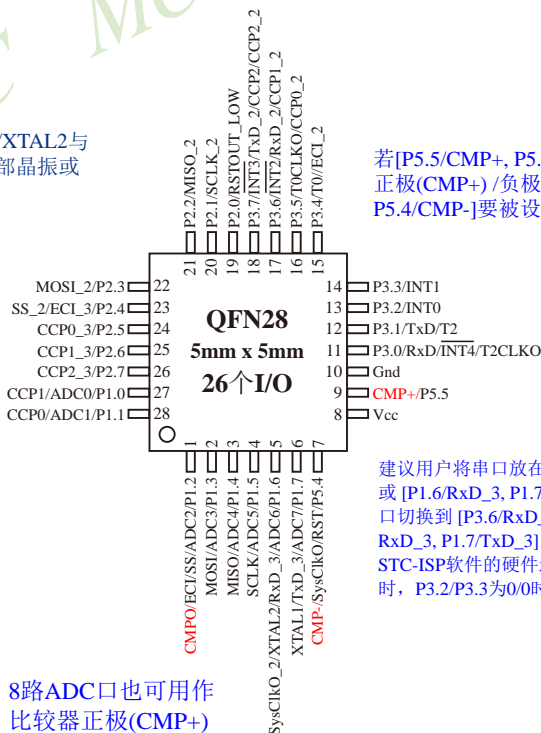 P2.2/MISO_2
P2.1/SCLK_2
P2.0/RSTOUT_LOW
P3.7/INT3/TxD_2/CCP2/CCP2_2
P3.6/INT2/RxD_2/CCP1_2
P3.5/T0CLKO/CCP0_2
P3.4/T0//ECI_2
/XTAL2与
部晶振或
若[P5.5/CMP+, P5.
正极(CMP+) /负极
P5.4/CMP-]要被设
21
20
19
18
17
16
15
MOSI_2/P2.3 22
SS_2/ECI_3/P2.4 23
CCP0_3/P2.5 24
CCP1_3/P2.6 25
CCP2_3/P2.7 26
CCP1/ADC0/P1.0 27
CCP0/ADC1/P1.1 28
QFN28
5mm x 5mm
26个I/O
14 P3.3/INT1
13 P3.2/INT0
12 P3.1/TxD/T2
11 P3.0/RxD/INT4/T2CLKO
10 Gnd
9 CMP+/P5.5
8 Vcc
1
2
3
4
5
6
7
CMPO/ECI/SS/ADC2/P1.2
MOSI/ADC3/P1.3
MISO/ADC4/P1.4
SCLK/ADC5/P1.5
SysClkO_2/XTAL2/RxD_3/ADC6/P1.6
XTAL1/TxD_3/ADC7/P1.7
CMP-/SysClkO/RST/P5.4
建议用户将串口放在
或 [P1.6/RxD_3, P1.7
口切换到 [P3.6/RxD_
RxD_3, P1.7/TxD_3]
STC-ISP软件的硬件
时，P3.2/P3.3为0/0时
8路ADC口也可用作
比较器正极(CMP+)